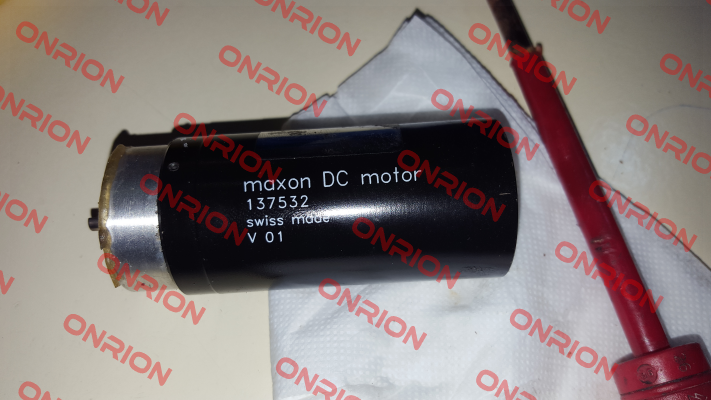 maxon DC motor
137532
swiss made
V 01
ONRION